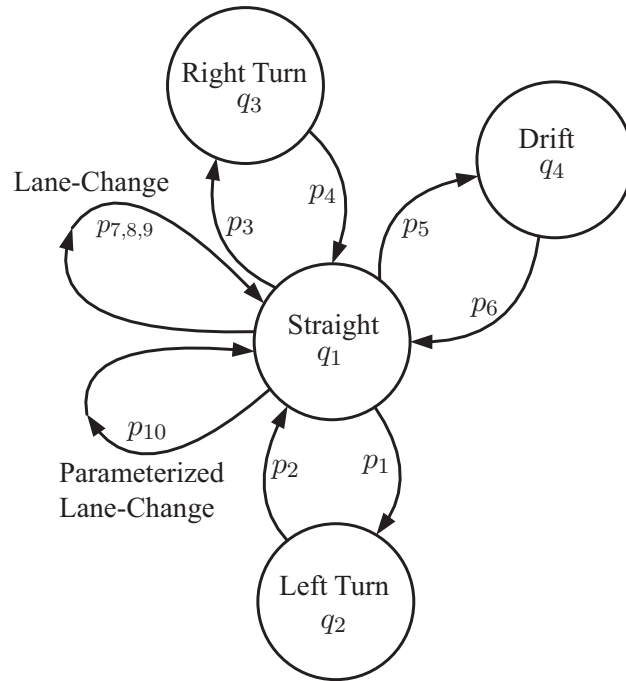 Right Turn
q3
Drift
q4
Lane-Change
p7,8,9
p3
p4
p5
p6
Straight
q1
p10
Parameterized
Lane-Change
p2
p1
Left Turn
q2